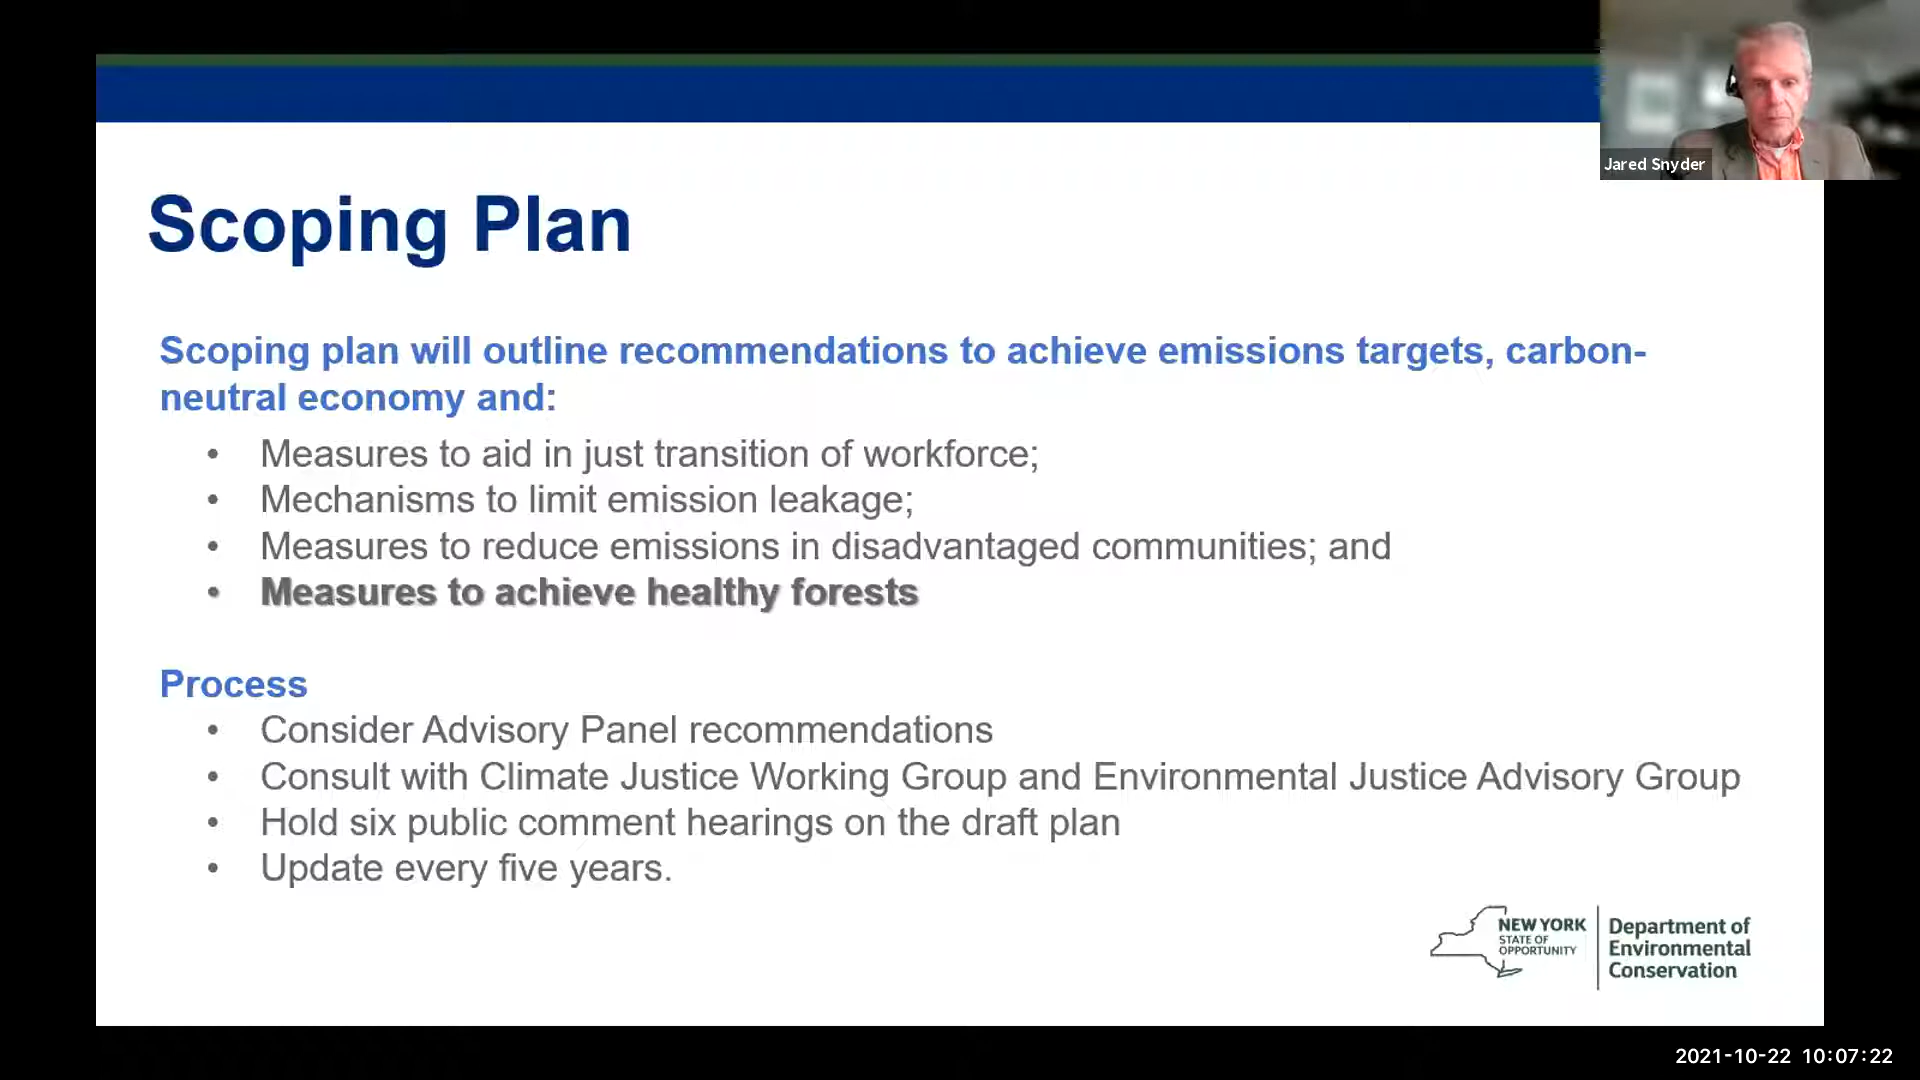 Jared Snyder
Scoping Plan
Scoping plan will outline recommendations to achieve emissions targets, carbon-
neutral economy and:
• Measures to aid in just transition of workforce;
• Mechanisms to limit emission leakage;
• Measures to reduce emissions in disadvantaged communities; and
• Measures to achieve healthy forests
Process
• Consider Advisory Panel recommendations
• Consult with Climate Justice Working Group and Environmental Justice Advisory Group
• Hold six public comment hearings on the draft plan
• Update every five years.
NEW YORK
STATE OF
OPPORTUNITY
Department of
Environmental
Conservation
2021-10-22 10:07:22